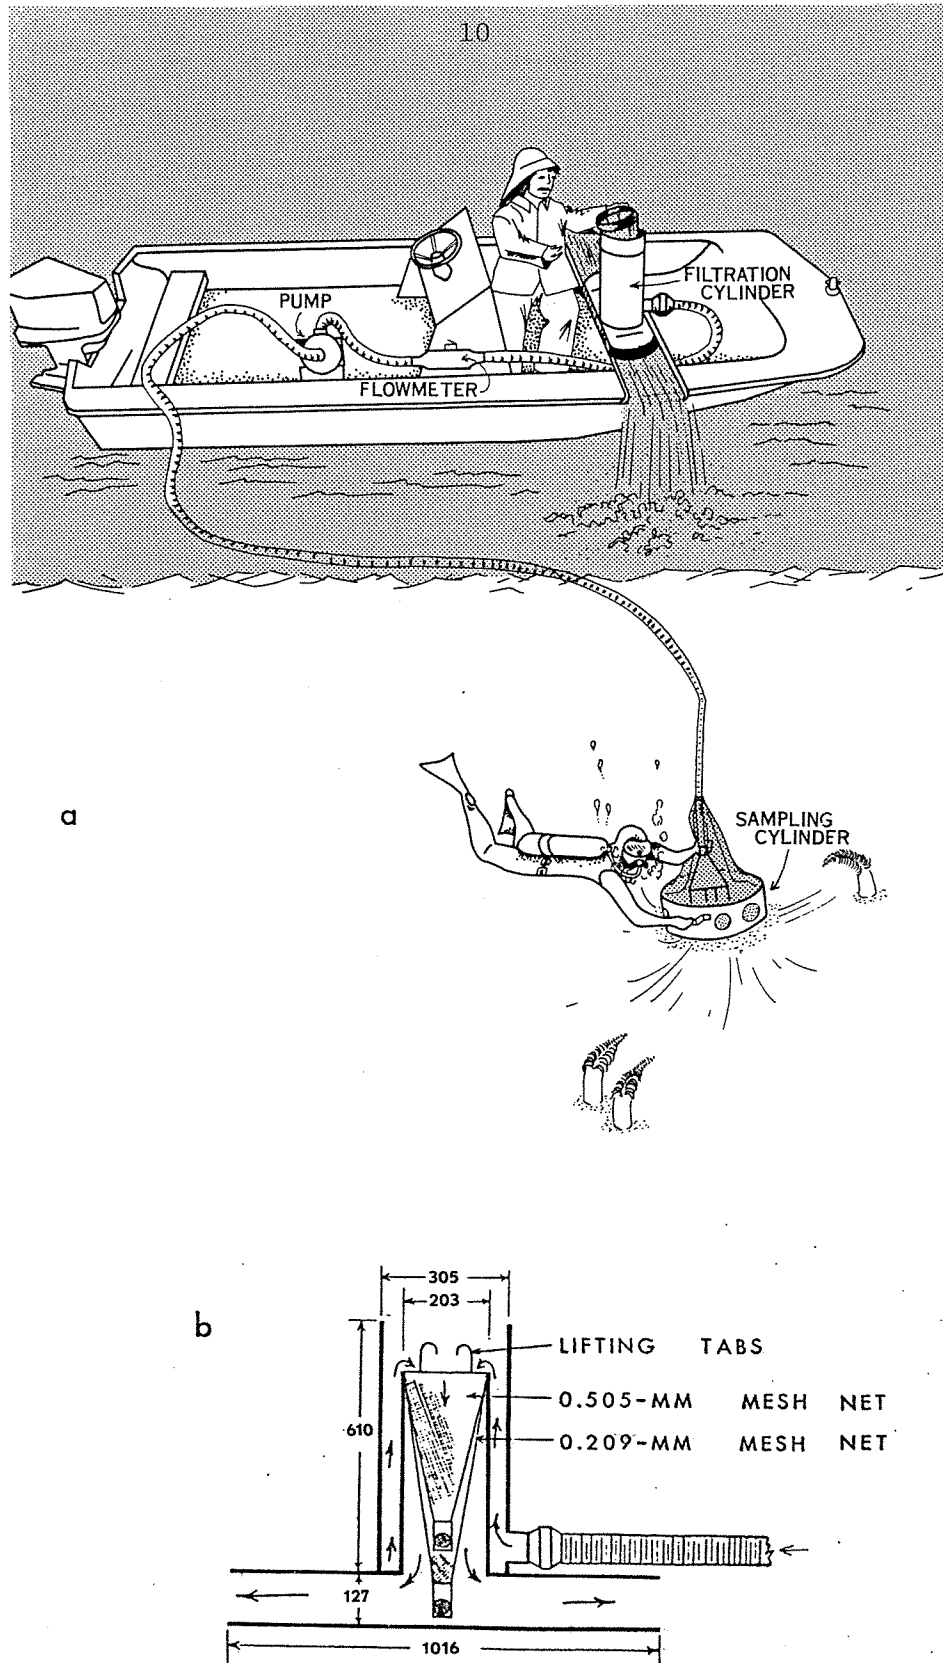 10
PUMP
FILTRATION
CYLINDER
FLOWMETER
a
SAMPLING
CYLINDER
b
305
203
LIFTING TABS
0.505-MM MESH NET
610
0.209-MM MESH NET
127
1016